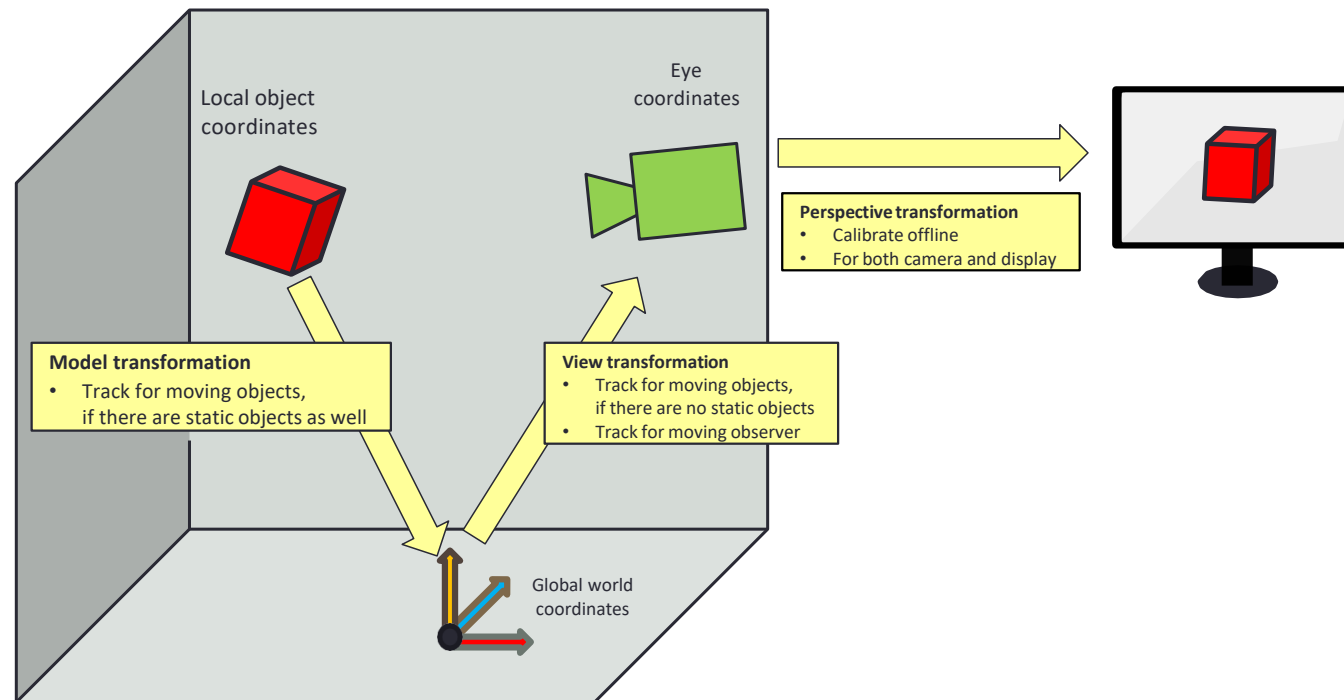 Local object
coordinates
Eye
coordinates
Perspective transformation
• Calibrate offline
• For both camera and display
Model transformation
• Track for moving objects,
if there are static objects as well
View transformation
• Track for moving objects,
if there are no static objects
• Track for moving observer
Global world
coordinates